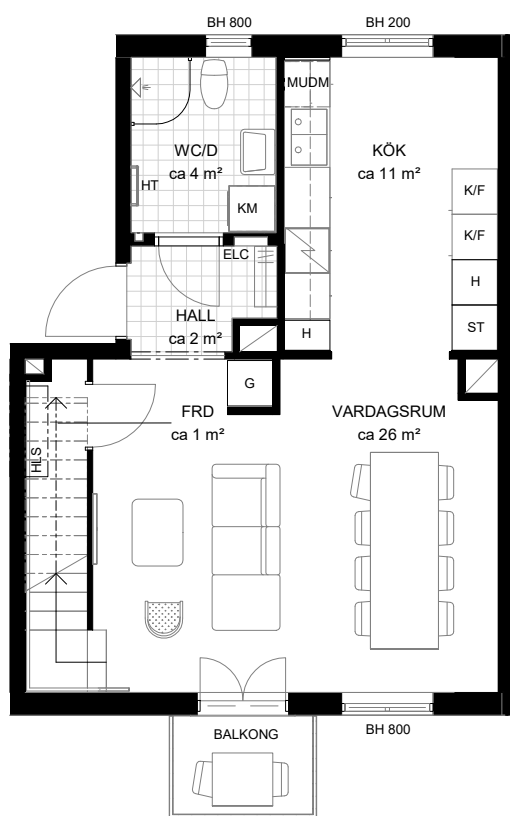 BH 800
BH 200
MUDM
WC/D
ca 4 m²
KÖK
ca 11 m²
HT
KM
K/F
K/F
ELC
H
HALL
ca 2 m²
H
ST
G
FRD
ca 1 m²
VARDAGSRUM
ca 26 m²
HLS
BALKONG
BH 800